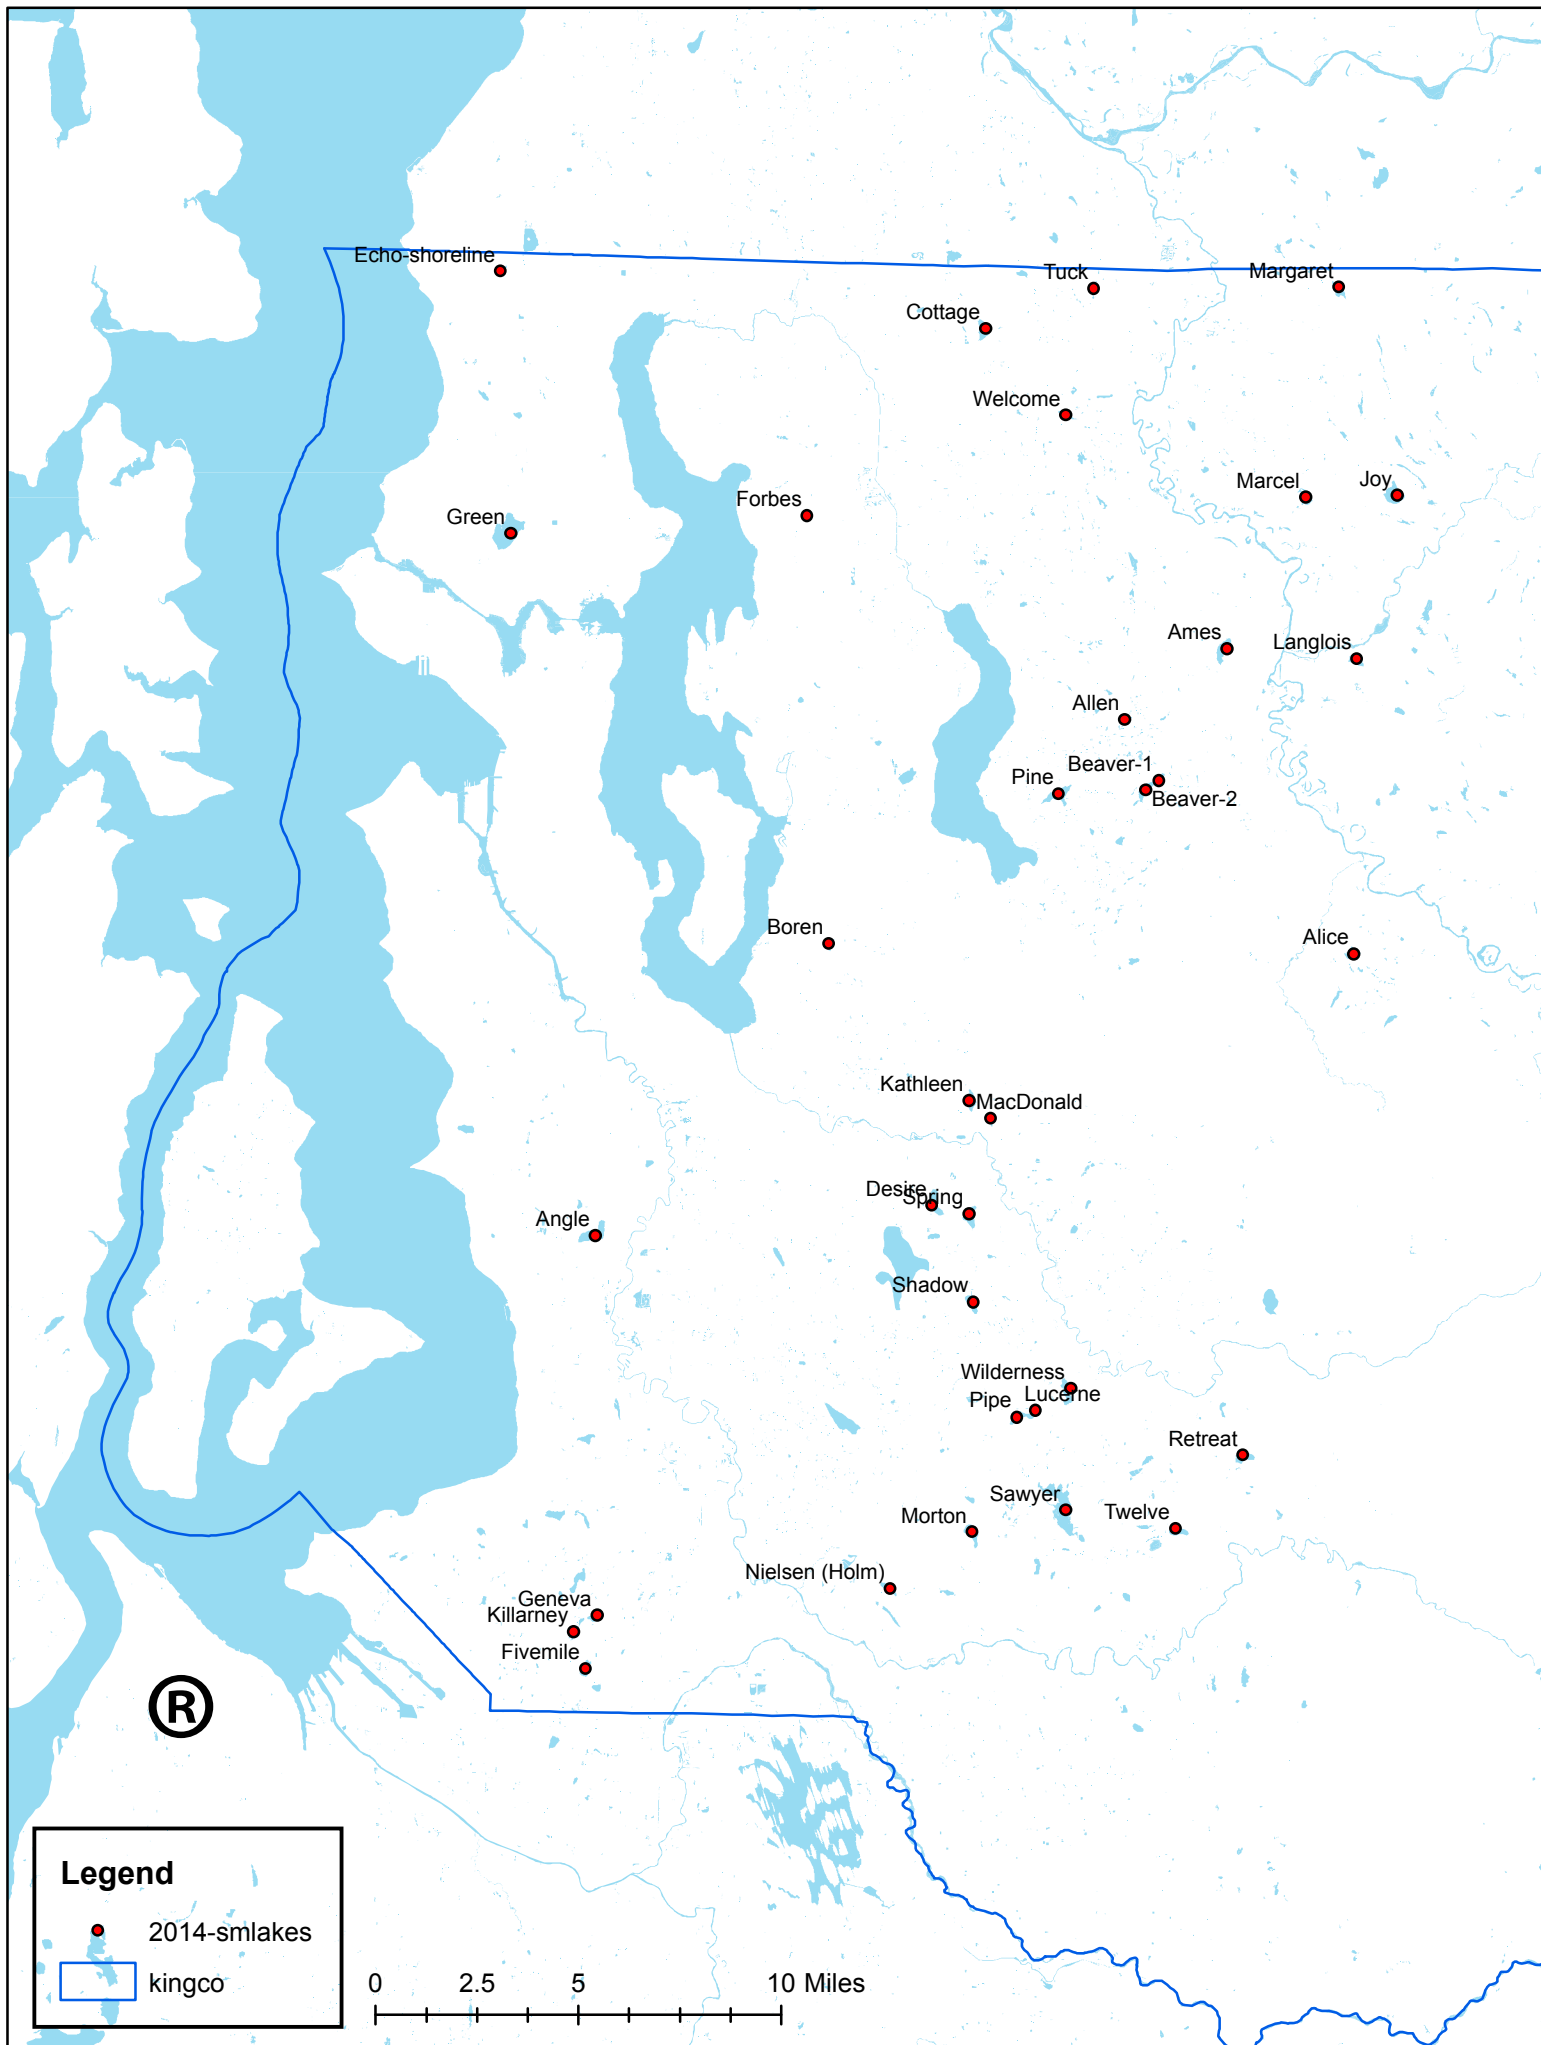 Echo-shoreline
Tuck
Margaret
Cottage
Welcome
Marcel
Joy
Forbes
Green
Ames
Langlois
Allen
Beaver-1
Pine
Beaver-2
Boren
Alice
Kathleen
MacDonald
Desire
Spring
Angle
Shadow
Wilderness
Lucerne
Pipe
Retreat
Sawyer
Morton
Twelve
Nielsen (Holm)
Geneva
Killarney
Fivemile
®
Legend
2014-smlakes
kingco
0 2.5 5 10 Miles